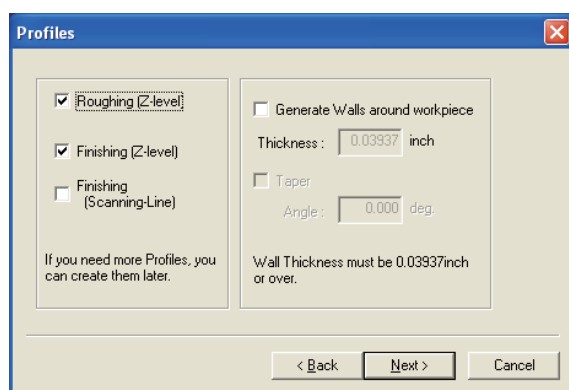 Profiles
Roughing (Z-level)
Finishing (Z-level)
Finishing
(Scanning-Line)
If you need more Profiles, you
can create them later.
Generate Walls around workpiece
Thickness : 0.03937 inch
Taper
Angle : 0.000 deg.
Wall Thickness must be 0.03937inch
or over.
< Back Next > Cancel